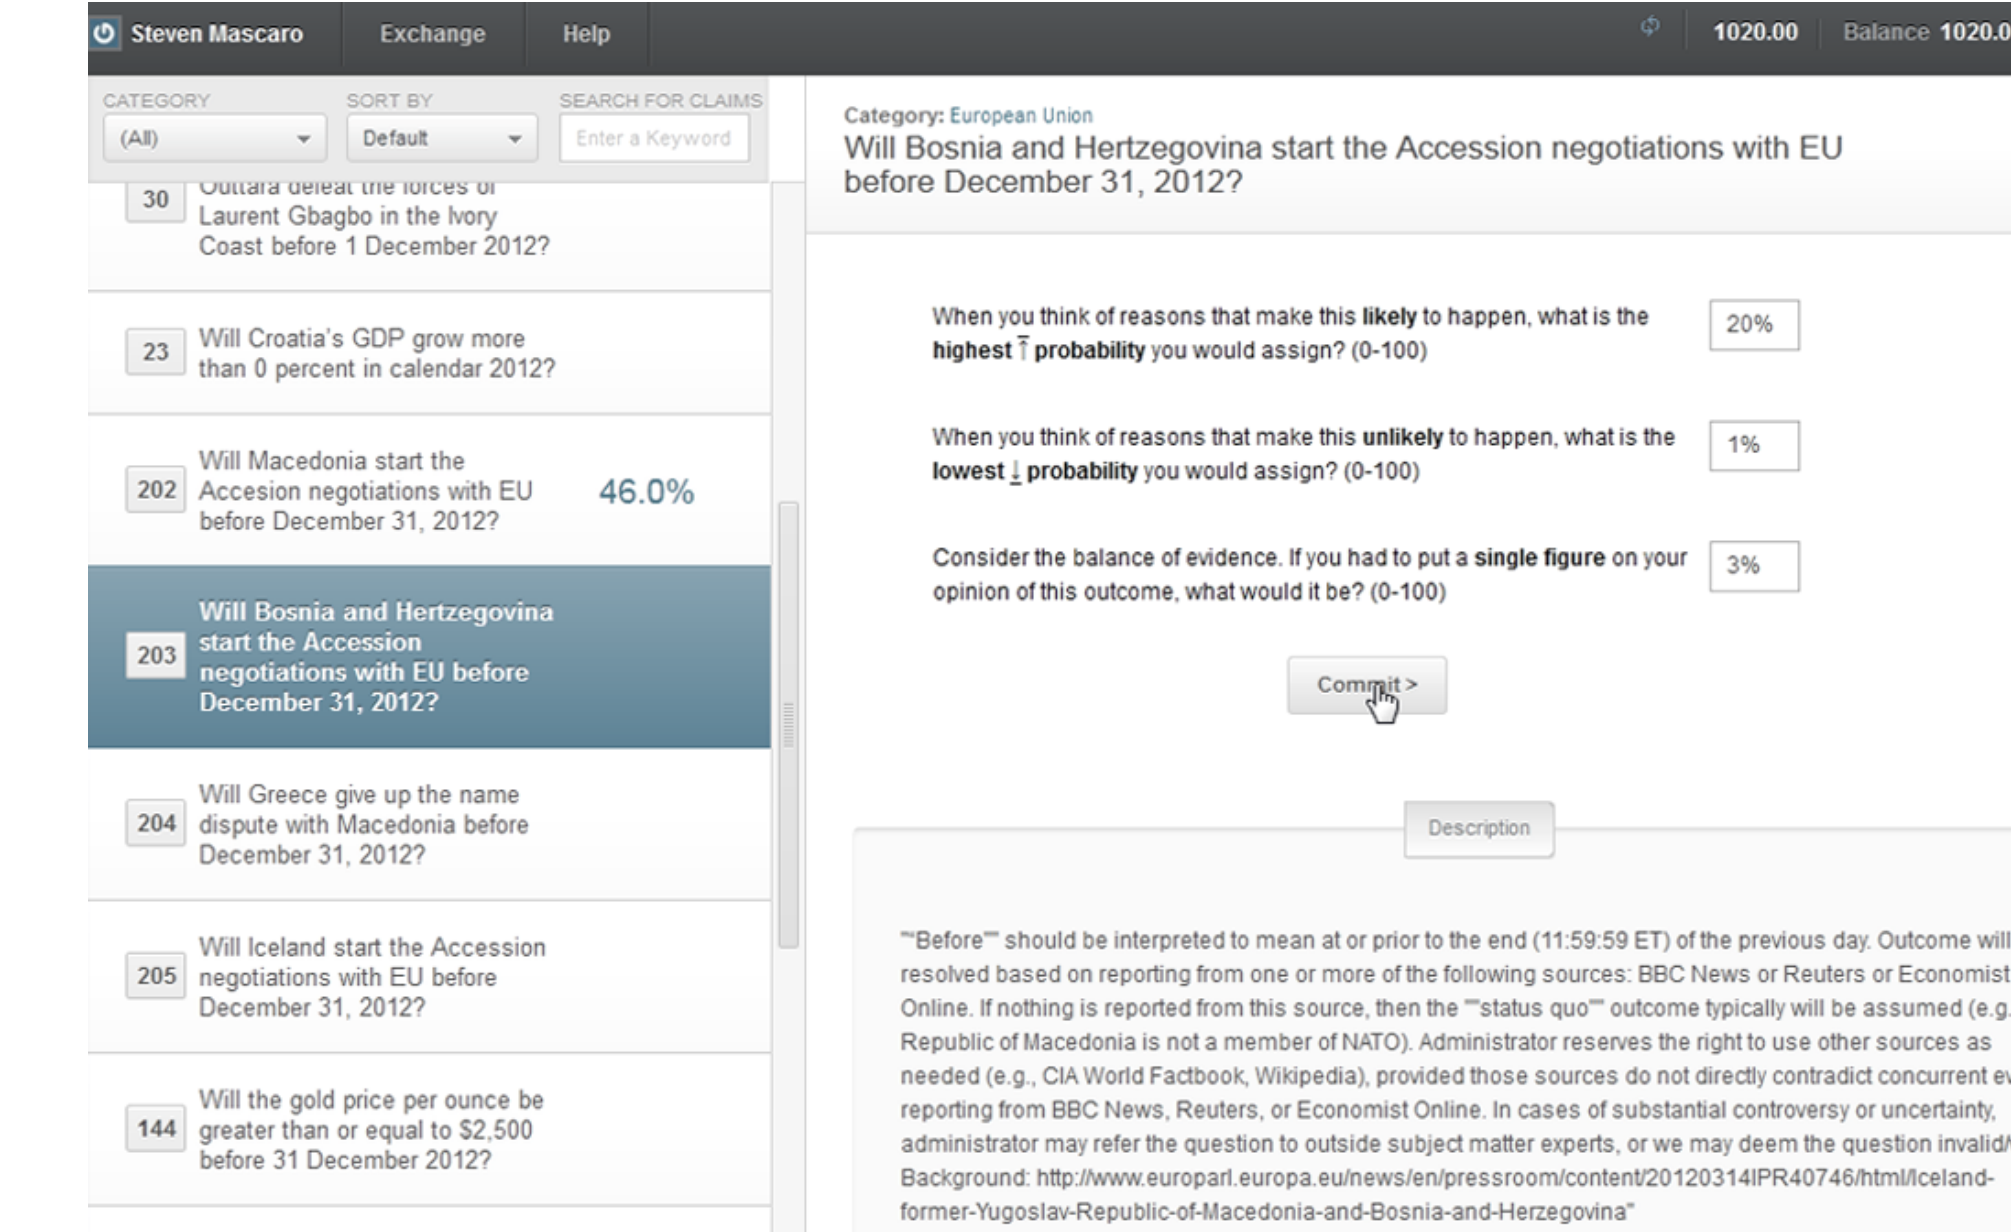 Steven Mascaro Exchange Help 1020.00 Balance 1020.0
CATEGORY SORT BY SEARCH FOR CLAIMS
(All) Default Enter a Keyword
30
Outtara defeat the forces of
Laurent Gbagbo in the Ivory
Coast before 1 December 2012?
23
Will Croatia's GDP grow more
than 0 percent in calendar 2012?
202
Will Macedonia start the
Accesion negotiations with EU
before December 31, 2012?
46.0%
203
Will Bosnia and Hertzegovina
start the Accession
negotiations with EU before
December 31, 2012?
204
Will Greece give up the name
dispute with Macedonia before
December 31, 2012?
205
Will Iceland start the Accession
negotiations with EU before
December 31, 2012?
144
Will the gold price per ounce be
greater than or equal to $2,500
before 31 December 2012?
Category: European Union
Will Bosnia and Hertzegovina start the Accession negotiations with EU
before December 31, 2012?
When you think of reasons that make this likely to happen, what is the
highest probability you would assign? (0-100)
20%
When you think of reasons that make this unlikely to happen, what is the
lowest probability you would assign? (0-100)
1%
Consider the balance of evidence. If you had to put a single figure on your
opinion of this outcome, what would it be? (0-100)
3%
Commit >
Description
""Before"" should be interpreted to mean at or prior to the end (11:59:59 ET) of the previous day. Outcome will
resolved based on reporting from one or more of the following sources: BBC News or Reuters or Economist
Online. If nothing is reported from this source, then the ""status quo"" outcome typically will be assumed (e.g.
Republic of Macedonia is not a member of NATO). Administrator reserves the right to use other sources as
needed (e.g., CIA World Factbook, Wikipedia), provided those sources do not directly contradict concurrent ev
reporting from BBC News, Reuters, or Economist Online. In cases of substantial controversy or uncertainty,
administrator may refer the question to outside subject matter experts, or we may deem the question invalid/
Background: http://www.europarl.europa.eu/news/en/pressroom/content/20120314IPR40746/html/Iceland-
former-Yugoslav-Republic-of-Macedonia-and-Bosnia-and-Herzegovina"